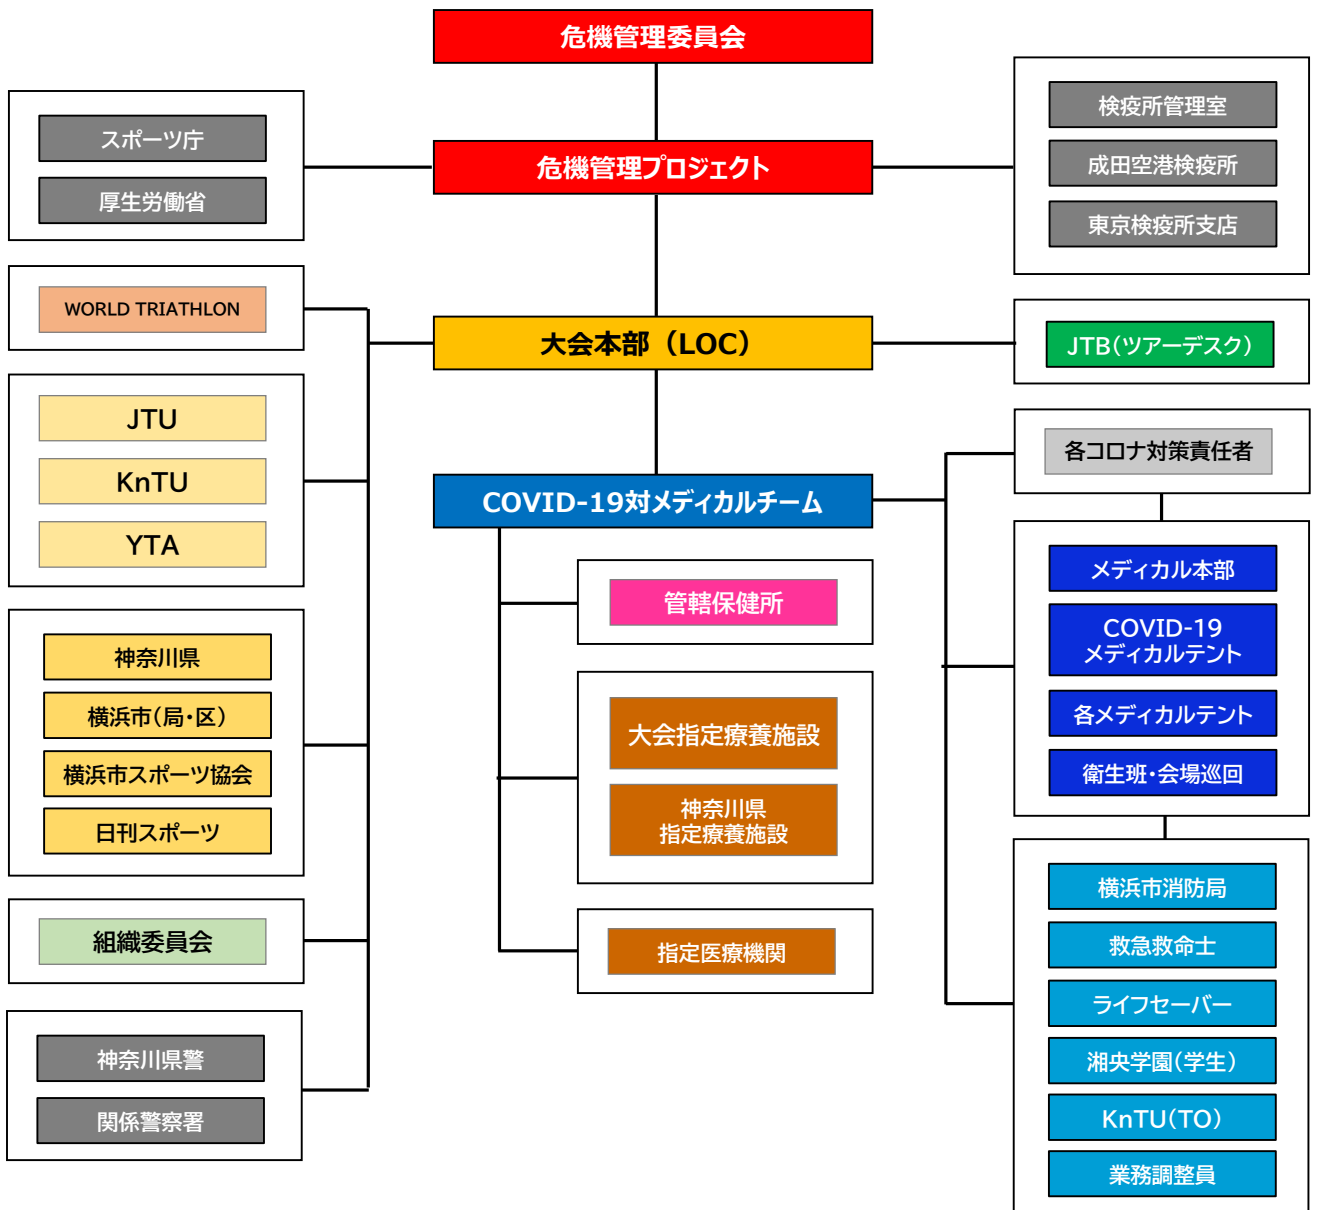 危機管理委員会
スポーツ庁
厚生労働省
危機管理プロジェクト
検疫所管理室
成田空港検疫所
東京検疫所支店
WORLD TRIATHLON
大会本部（LOC）
JTB(ツアーデスク)
JTU
KnTU
YTA
COVID-19対メディカルチーム
各コロナ対策責任者
神奈川県
横浜市(局・区)
横浜市スポーツ協会
日刊スポーツ
管轄保健所
大会指定療養施設
神奈川県
指定療養施設
指定医療機関
メディカル本部
COVID-19
メディカルテント
各メディカルテント
衛生班・会場巡回
組織委員会
神奈川県警
関係警察署
横浜市消防局
救急救命士
ライフセーバー
湘央学園(学生)
KnTU(TO)
業務調整員